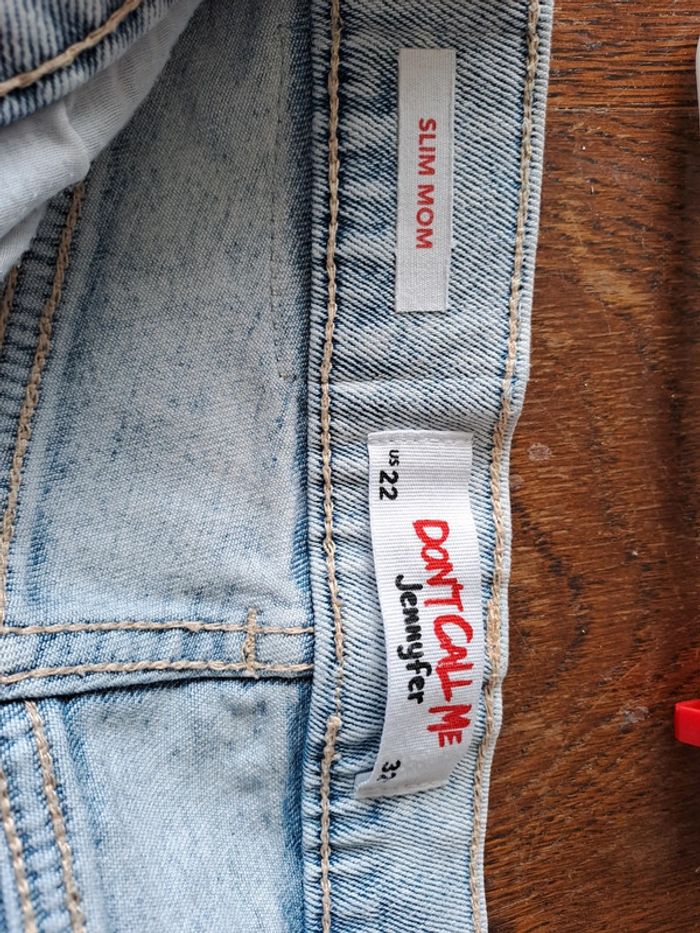 SLIM MOM
US 22
DON'T CALL ME
Jennyfer